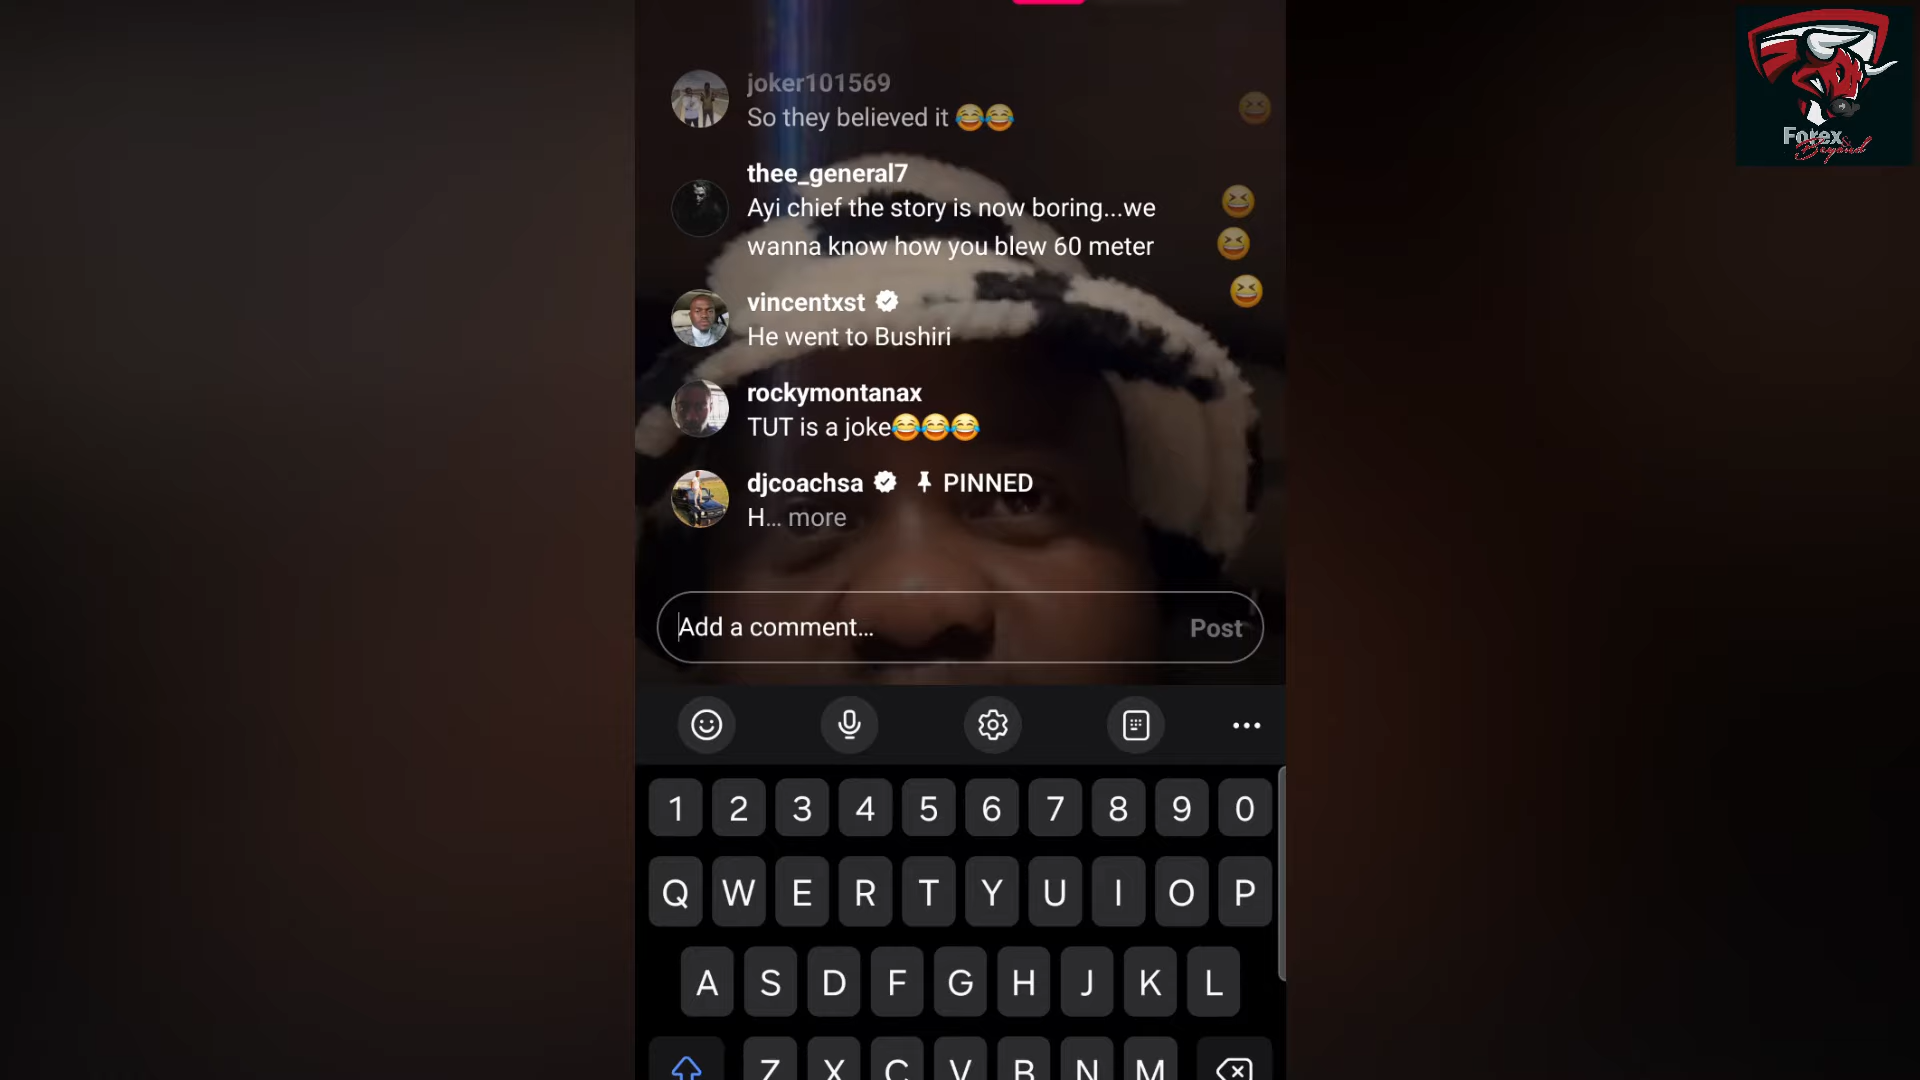 Forex
Beyond
joker101569
So they believed it 😂😂
thee_general7
Ayi chief the story is now boring...we
wanna know how you blew 60 meter
vincentxst
He went to Bushiri
rockymontanax
TUT is a joke😂😂😂
djcoachsa PINNED
H... more
Add a comment... Post
1 2 3 4 5 6 7 8 9 0
Q W E R T Y U I O P
A S D F G H J K L
Z X C V B N M